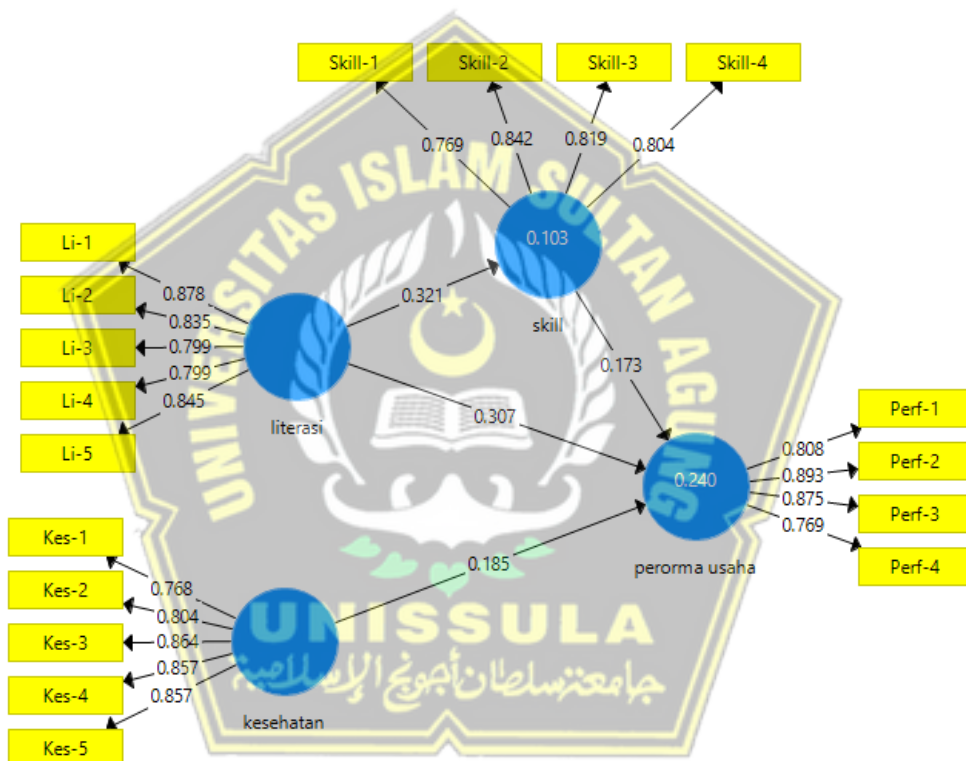 Skill-1 Skill-2 Skill-3 Skill-4
0.769 0.842 0.819 0.804
UNIVERSITAS ISLAM SULTAN AGUNG
0.103
skill
Li-1
Li-2
Li-3
Li-4
Li-5
0.878
0.835
0.799
0.799
0.845
literasi
0.321
0.307
0.173
0.240
perorma usaha
0.808
0.893
0.875
0.769
Perf-1
Perf-2
Perf-3
Perf-4
Kes-1
Kes-2
Kes-3
Kes-4
Kes-5
0.768
0.804
0.864
0.857
0.857
kesehatan
0.185
UNISSULA
جامعة سلطان أجونج الإسلامية